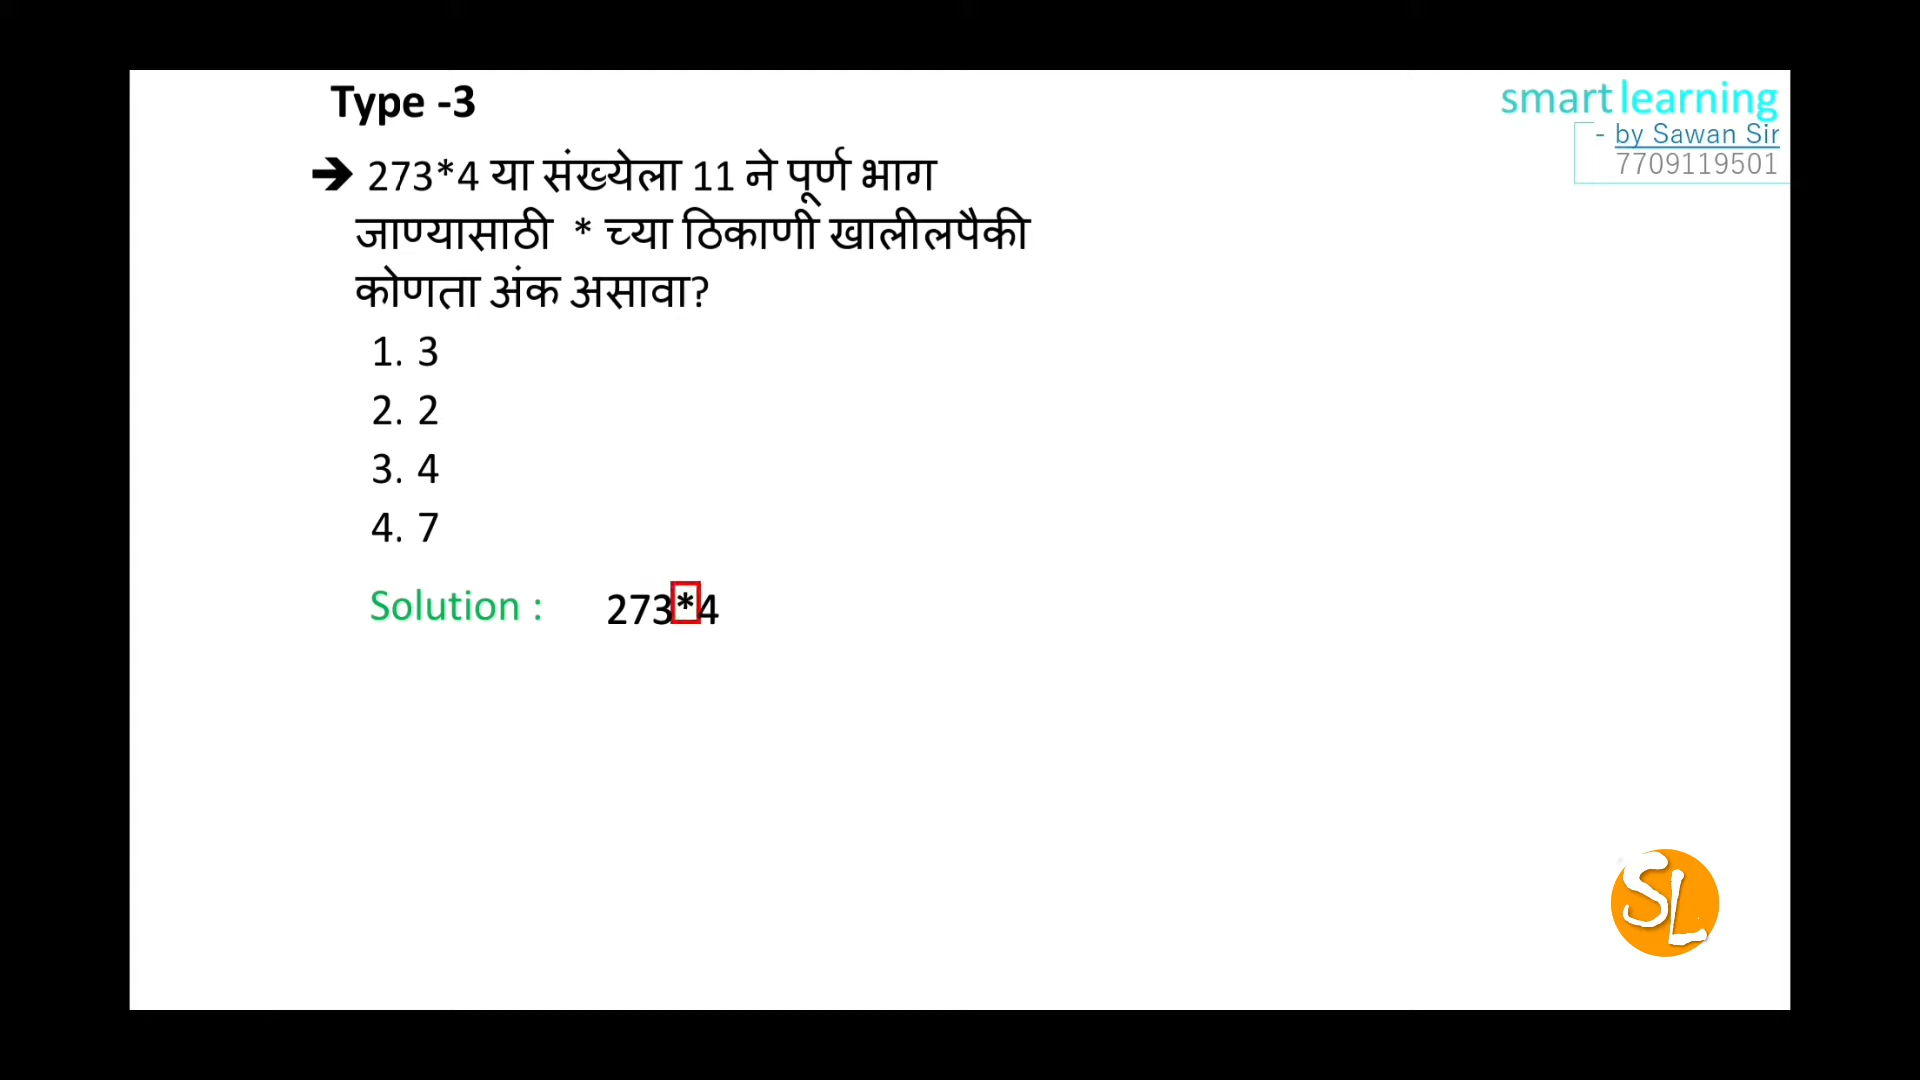 Type -3
smart learning
- by Sawan Sir
7709119501
➔ 273*4 या संख्येला 11 ने पूर्ण भाग
जाण्यासाठी * च्या ठिकाणी खालीलपैकी
कोणता अंक असावा?
1. 3
2. 2
3. 4
4. 7
Solution : 273*4
SL